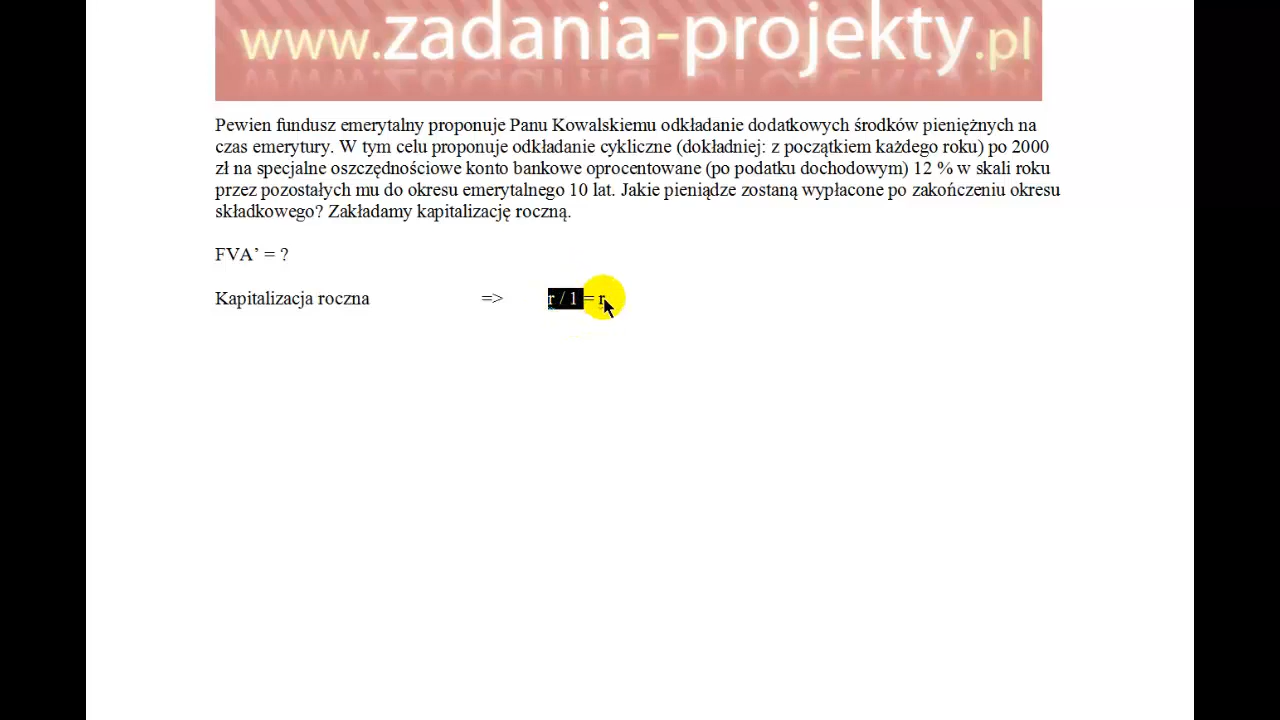 www.zadania-projekty.pl
Pewien fundusz emerytalny proponuje Panu Kowalskiemu odkładanie dodatkowych środków pieniężnych na
czas emerytury. W tym celu proponuje odkładanie cykliczne (dokładniej: z początkiem każdego roku) po 2000
zł na specjalne oszczędnościowe konto bankowe oprocentowane (po podatku dochodowym) 12 % w skali roku
przez pozostałych mu do okresu emerytalnego 10 lat. Jakie pieniądze zostaną wypłacone po zakończeniu okresu
składkowego? Zakładamy kapitalizację roczną.
FVA’ = ?
Kapitalizacja roczna => r / 1 = r